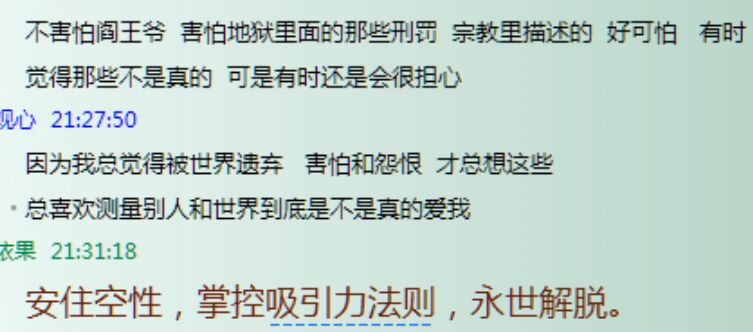 不害怕阎王爷 害怕地狱里面的那些刑罚 宗教里描述的 好可怕 有时
觉得那些不是真的 可是有时还是会很担心
观心 21:27:50
因为我总觉得被世界遗弃 害怕和怨恨 才总想这些
总喜欢测量别人和世界到底是不是真的爱我
依果 21:31:18
安住空性，掌控吸引力法则，永世解脱。